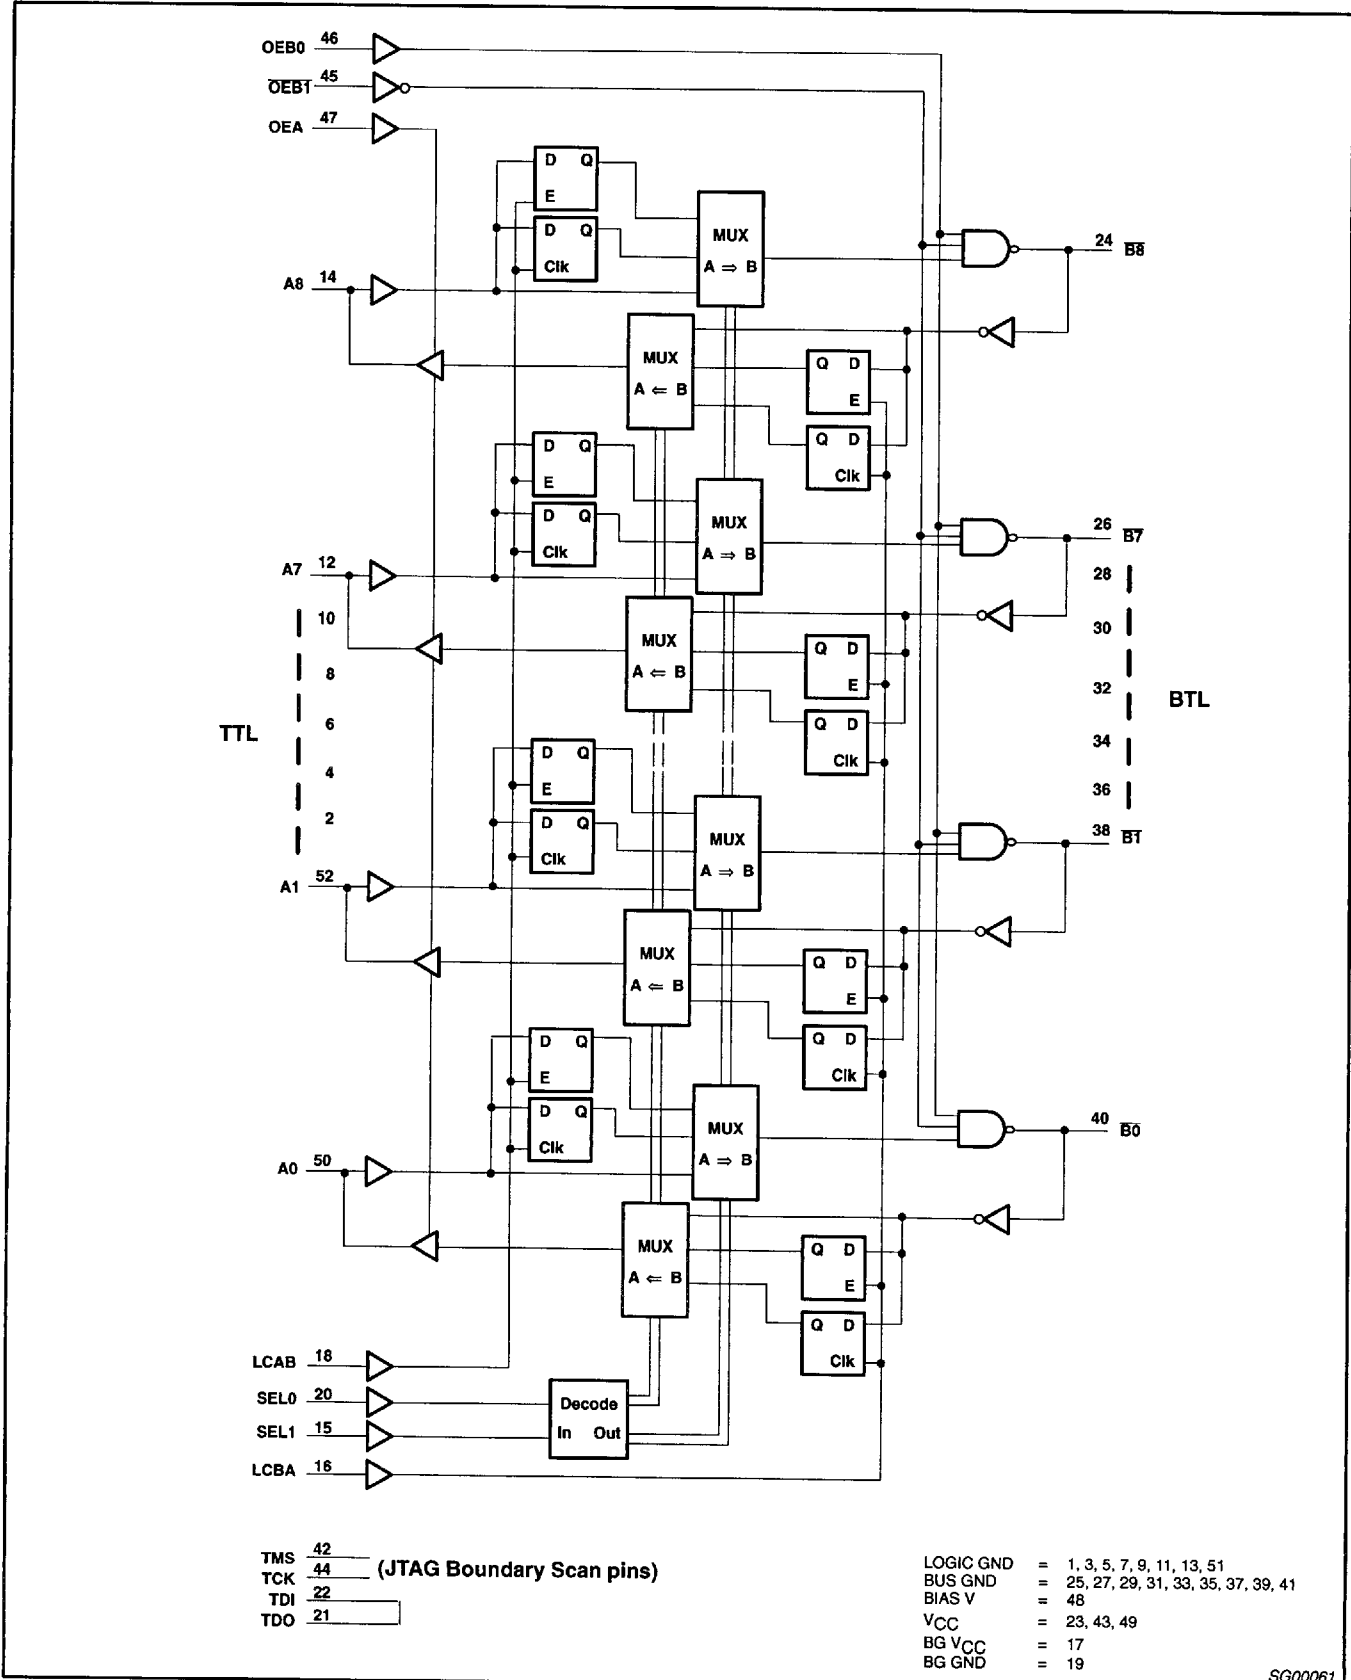 OEB0 46
OEB1 45
OEA 47
D Q
E
D Q
Clk
MUX
A ⇒ B
24 B8
A8 14
MUX
A ⇐ B
Q D
E
Q D
Clk
D Q
E
D Q
Clk
MUX
A ⇒ B
26 B7
A7 12
28
10
30
MUX
A ⇐ B
Q D
E
8
32
Q D
Clk
TTL
BTL
6
34
4
36
2
D Q
E
D Q
Clk
MUX
A ⇒ B
38 B1
A1 52
MUX
A ⇐ B
Q D
E
Q D
Clk
D Q
E
D Q
Clk
MUX
A ⇒ B
40 B0
A0 50
MUX
A ⇐ B
Q D
E
Q D
Clk
LCAB 18
SEL0 20
SEL1 15
LCBA 16
Decode
In Out
TMS 42
TCK 44
(JTAG Boundary Scan pins)
TDI 22
TDO 21
LOGIC GND = 1, 3, 5, 7, 9, 11, 13, 51
BUS GND = 25, 27, 29, 31, 33, 35, 37, 39, 41
BIAS V = 48
VCC = 23, 43, 49
BG VCC = 17
BG GND = 19
SG00061